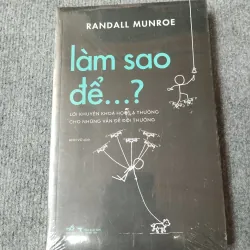 RANDALL MUNROE
làm sao
để...?
LỜI KHUYÊN KHOA HỌC LẠ THƯỜNG
CHO NHỮNG VẤN ĐỀ ĐỜI THƯỜNG